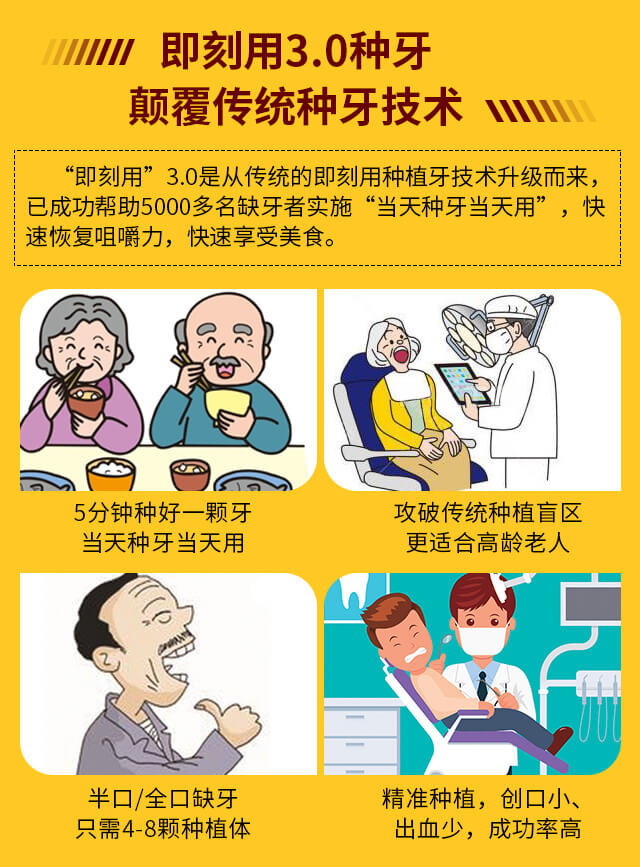 即刻用3.0种牙
颠覆传统种牙技术
“即刻用”3.0是从传统的即刻用种植牙技术升级而来，
已成功帮助5000多名缺牙者实施“当天种牙当天用”，快
速恢复咀嚼力，快速享受美食。
5分钟种好一颗牙
当天种牙当天用
攻破传统种植盲区
更适合高龄老人
半口/全口缺牙
只需4-8颗种植体
精准种植，创口小、
出血少，成功率高